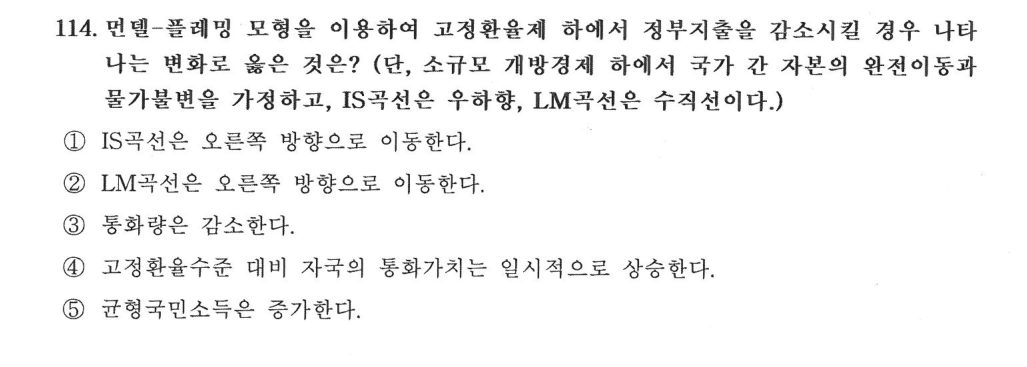 114. 먼델-플레밍 모형을 이용하여 고정환율제 하에서 정부지출을 감소시킬 경우 나타
나는 변화로 옳은 것은? (단, 소규모 개방경제 하에서 국가 간 자본의 완전이동과
물가불변을 가정하고, IS곡선은 우하향, LM곡선은 수직선이다.)
① IS곡선은 오른쪽 방향으로 이동한다.
② LM곡선은 오른쪽 방향으로 이동한다.
③ 통화량은 감소한다.
④ 고정환율수준 대비 자국의 통화가치는 일시적으로 상승한다.
⑤ 균형국민소득은 증가한다.